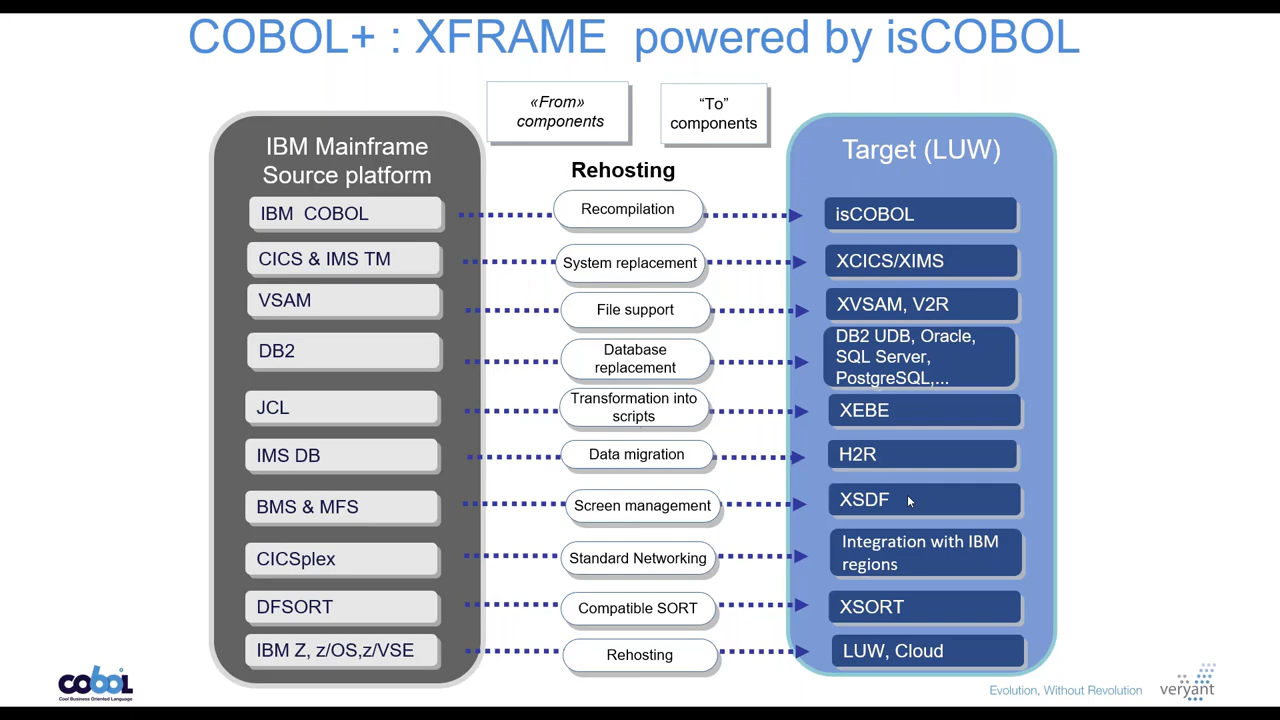 COBOL+ : XFRAME powered by isCOBOL
«From»
components
“To”
components
IBM Mainframe
Source platform
Rehosting
Target (LUW)
IBM COBOL
Recompilation
isCOBOL
CICS & IMS TM
System replacement
XCICS/XIMS
VSAM
File support
XVSAM, V2R
DB2
Database
replacement
DB2 UDB, Oracle,
SQL Server,
PostgreSQL,...
JCL
Transformation into
scripts
XEBE
IMS DB
Data migration
H2R
BMS & MFS
Screen management
XSDF
CICSplex
Standard Networking
Integration with IBM
regions
DFSORT
Compatible SORT
XSORT
IBM Z, z/OS,z/VSE
Rehosting
LUW, Cloud
cobol
Cool Business Oriented Language
Evolution, Without Revolution
veryant